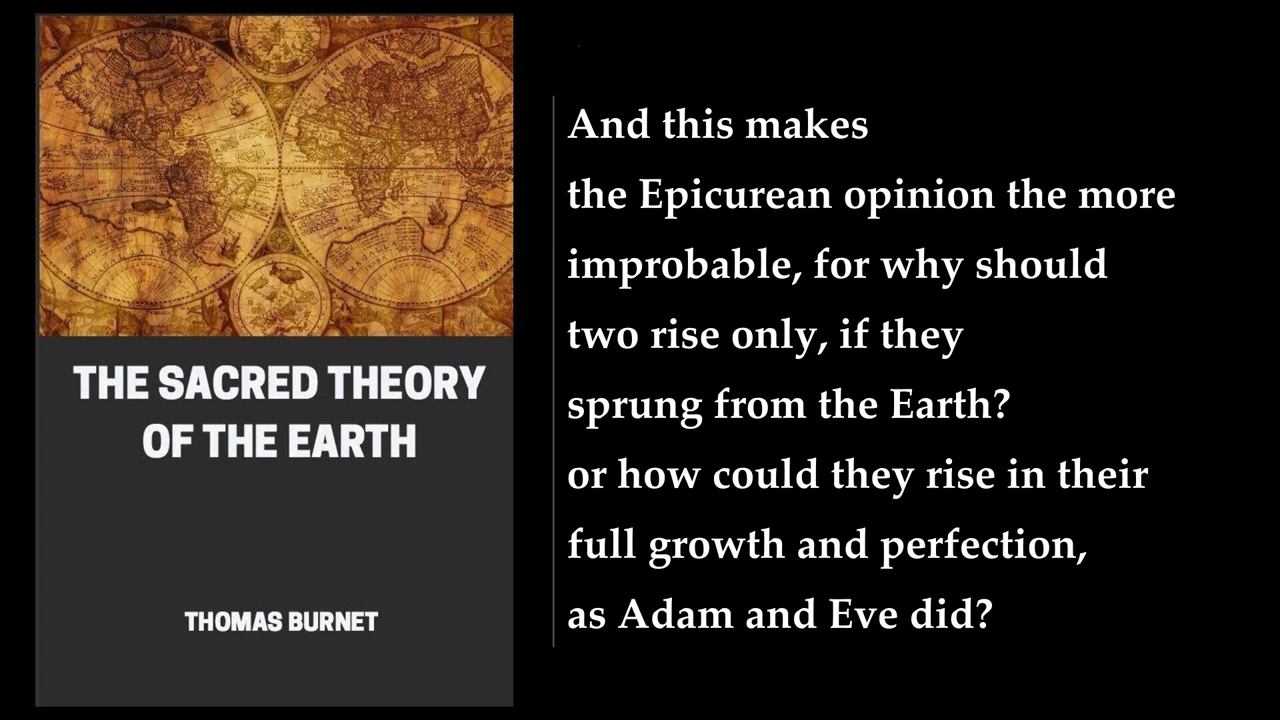 THE SACRED THEORY
OF THE EARTH
THOMAS BURNET
And this makes
the Epicurean opinion the more
improbable, for why should
two rise only, if they
sprung from the Earth?
or how could they rise in their
full growth and perfection,
as Adam and Eve did?